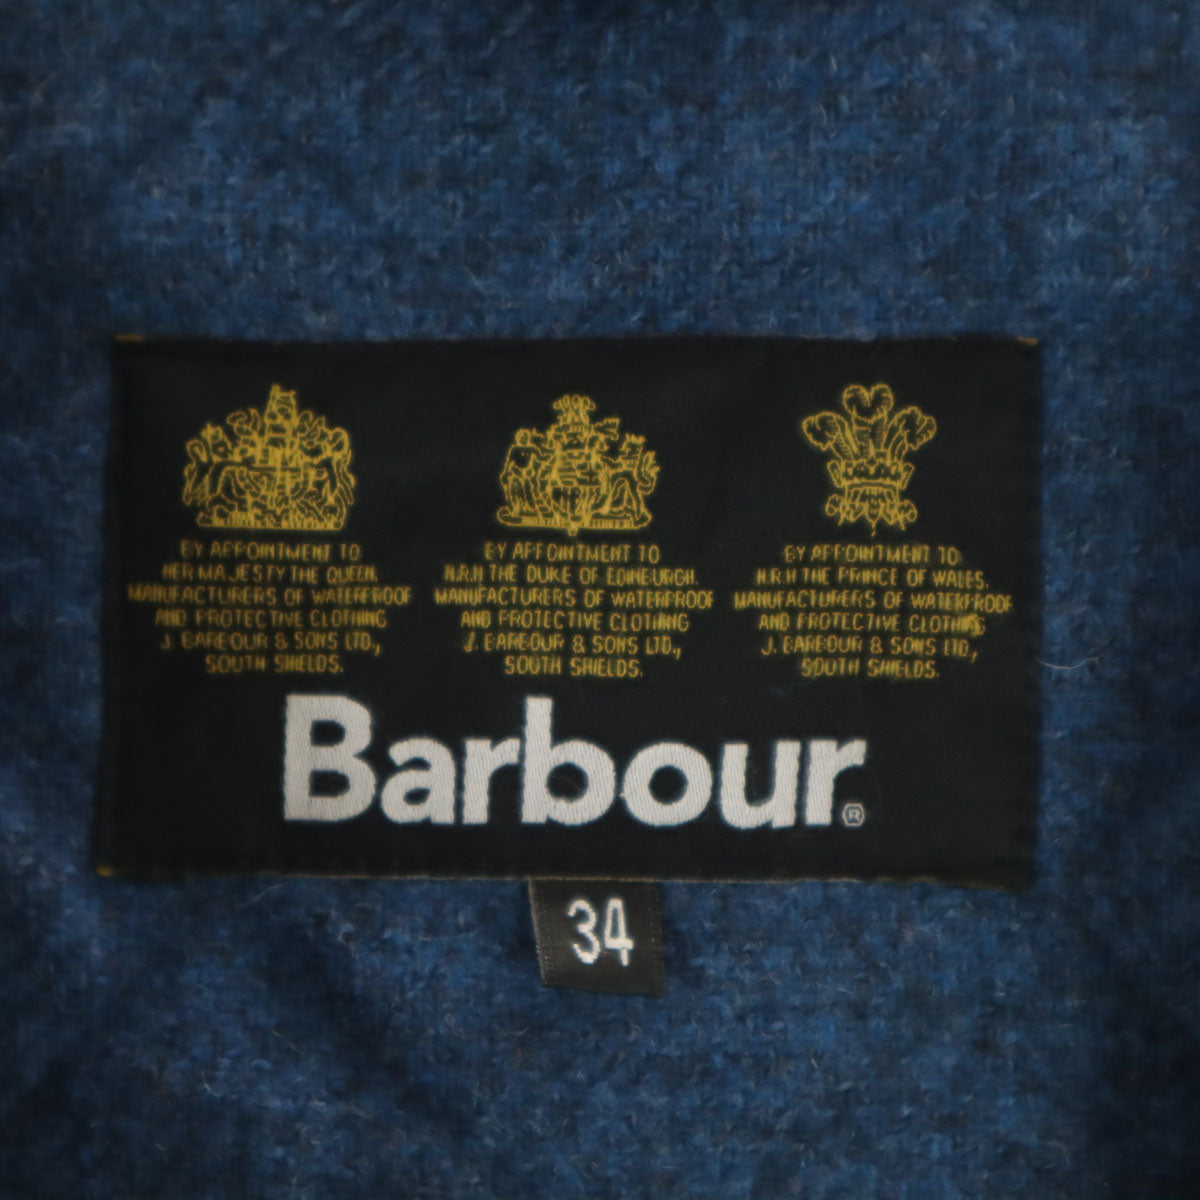 BY APPOINTMENT TO
HER MAJESTY THE QUEEN.
MANUFACTURERS OF WATERPROOF
AND PROTECTIVE CLOTHING
J. BARBOUR & SONS LTD.,
SOUTH SHIELDS.
BY APPOINTMENT TO
H.R.H THE DUKE OF EDINBURGH.
MANUFACTURERS OF WATERPROOF
AND PROTECTIVE CLOTHING
J. BARBOUR & SONS LTD.,
SOUTH SHIELDS.
BY APPOINTMENT TO
H.R.H THE PRINCE OF WALES.
MANUFACTURERS OF WATERPROOF
AND PROTECTIVE CLOTHING
J. BARBOUR & SONS LTD,
SOUTH SHIELDS.
Barbour®
34